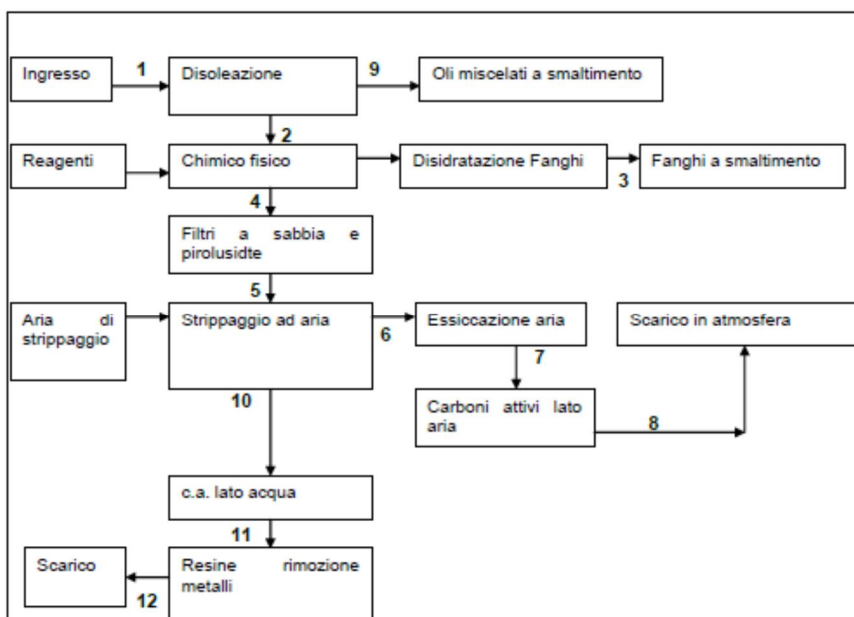 Ingresso
1
Disoleazione
9
Oli miscelati a smaltimento
2
Reagenti
Chimico fisico
Disidratazione Fanghi
3
Fanghi a smaltimento
4
Filtri a sabbia e
pirolusidte
5
Aria di
strippaggio
Strippaggio ad aria
6
Essiccazione aria
Scarico in atmosfera
7
10
Carboni attivi lato
aria
8
c.a. lato acqua
11
Scarico
12
Resine rimozione
metalli